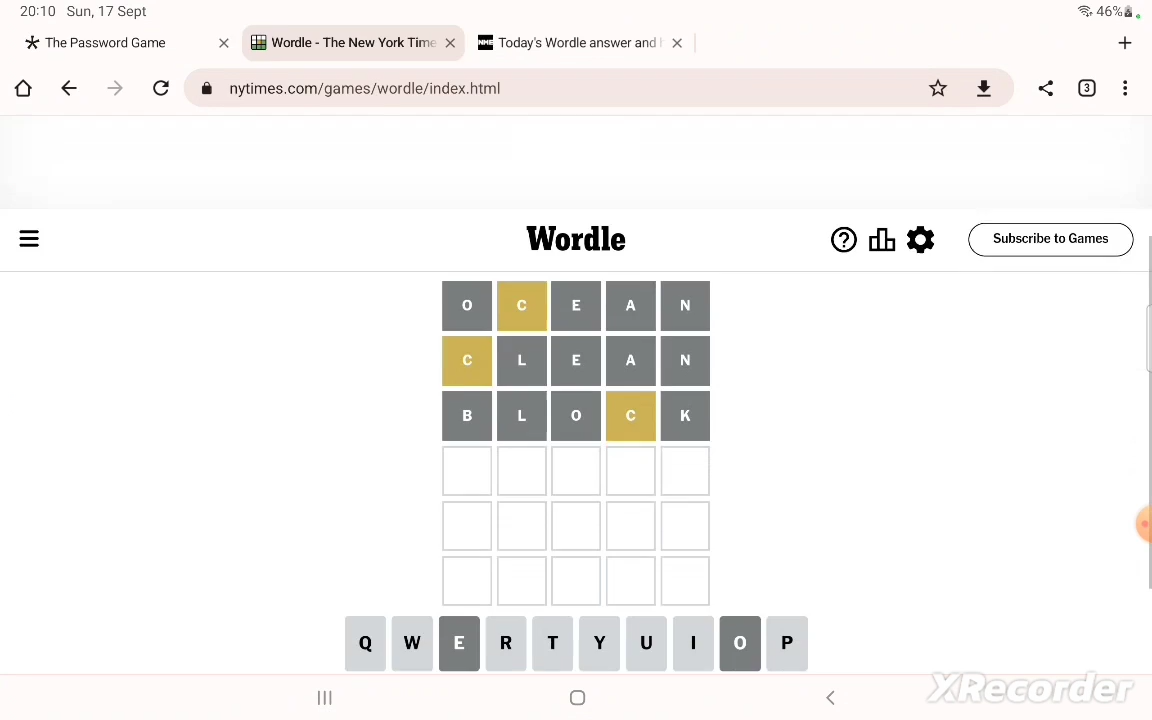 20:10 Sun, 17 Sept 46%
The Password Game Wordle - The New York Time Today's Wordle answer and h
nytimes.com/games/wordle/index.html 3
Wordle Subscribe to Games
O C E A N
C L E A N
B L O C K
Q W E R T Y U I O P
XRecorder